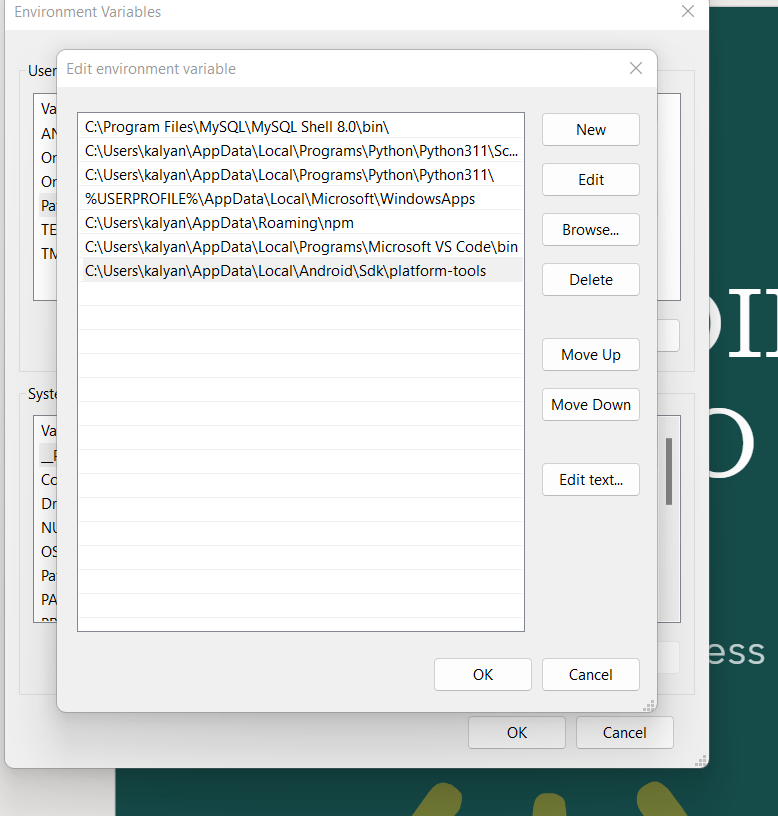 Environment Variables
Edit environment variable
User
Va
AN
On
On
Pa
TE
TM
C:\Program Files\MySQL\MySQL Shell 8.0\bin\
C:\Users\kalyan\AppData\Local\Programs\Python\Python311\Sc...
C:\Users\kalyan\AppData\Local\Programs\Python\Python311\
%USERPROFILE%\AppData\Local\Microsoft\WindowsApps
C:\Users\kalyan\AppData\Roaming\npm
C:\Users\kalyan\AppData\Local\Programs\Microsoft VS Code\bin
C:\Users\kalyan\AppData\Local\Android\Sdk\platform-tools
New
Edit
Browse...
Delete
Move Up
Move Down
Edit text...
Syste
Va
Co
Dr
NU
OS
Pa
PA
O
ess
OK
Cancel
OK
Cancel